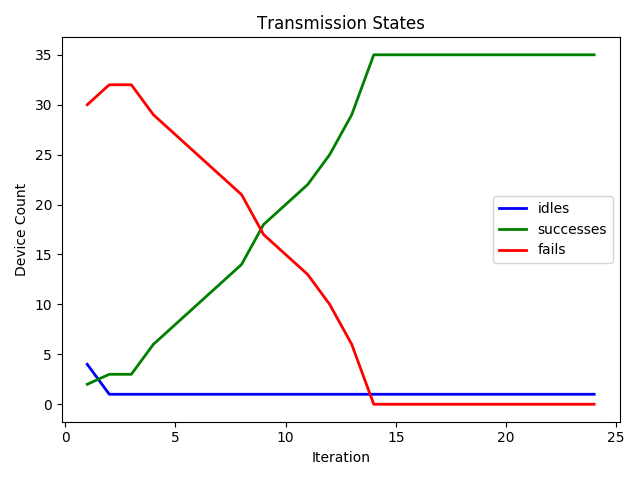 Transmission States
Device Count
35
30
25
20
15
10
5
0
idles
successes
fails
0 5 10 15 20 25
Iteration